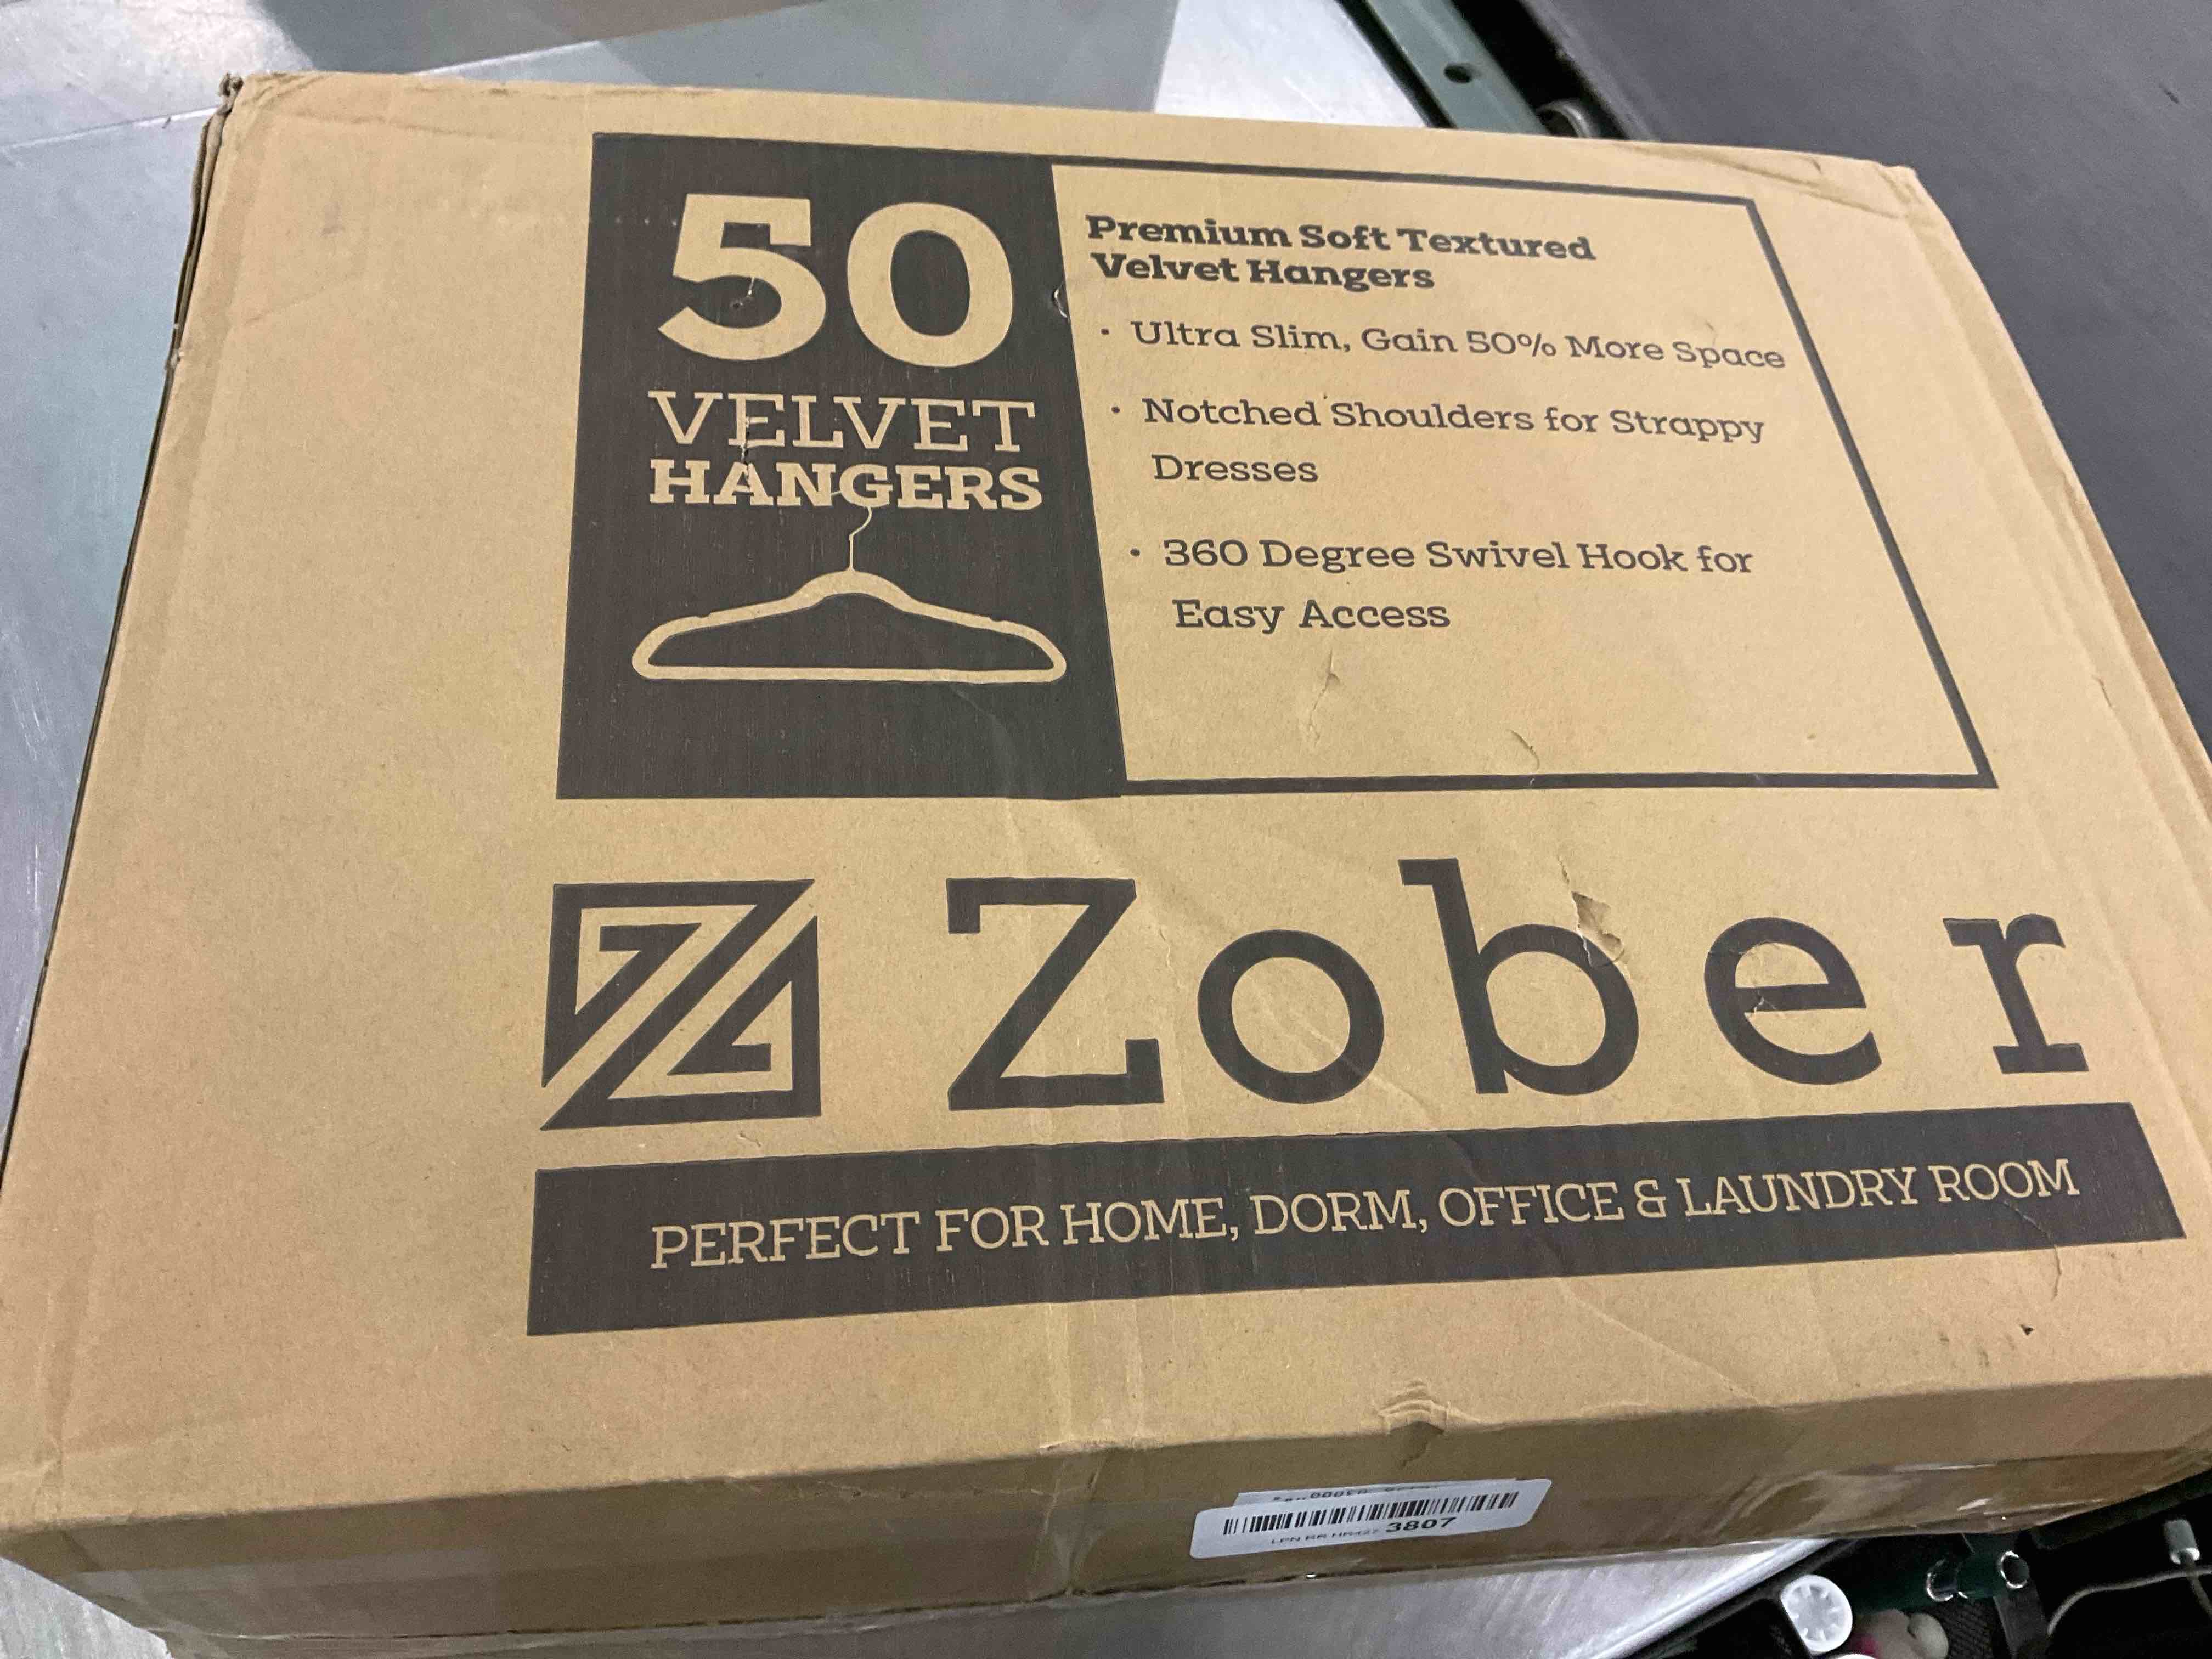 50
VELVET
HANGERS
Premium Soft Textured
Velvet Hangers
· Ultra Slim, Gain 50% More Space
· Notched Shoulders for Strappy
Dresses
· 360 Degree Swivel Hook for
Easy Access
Zober
PERFECT FOR HOME, DORM, OFFICE & LAUNDRY ROOM
3807